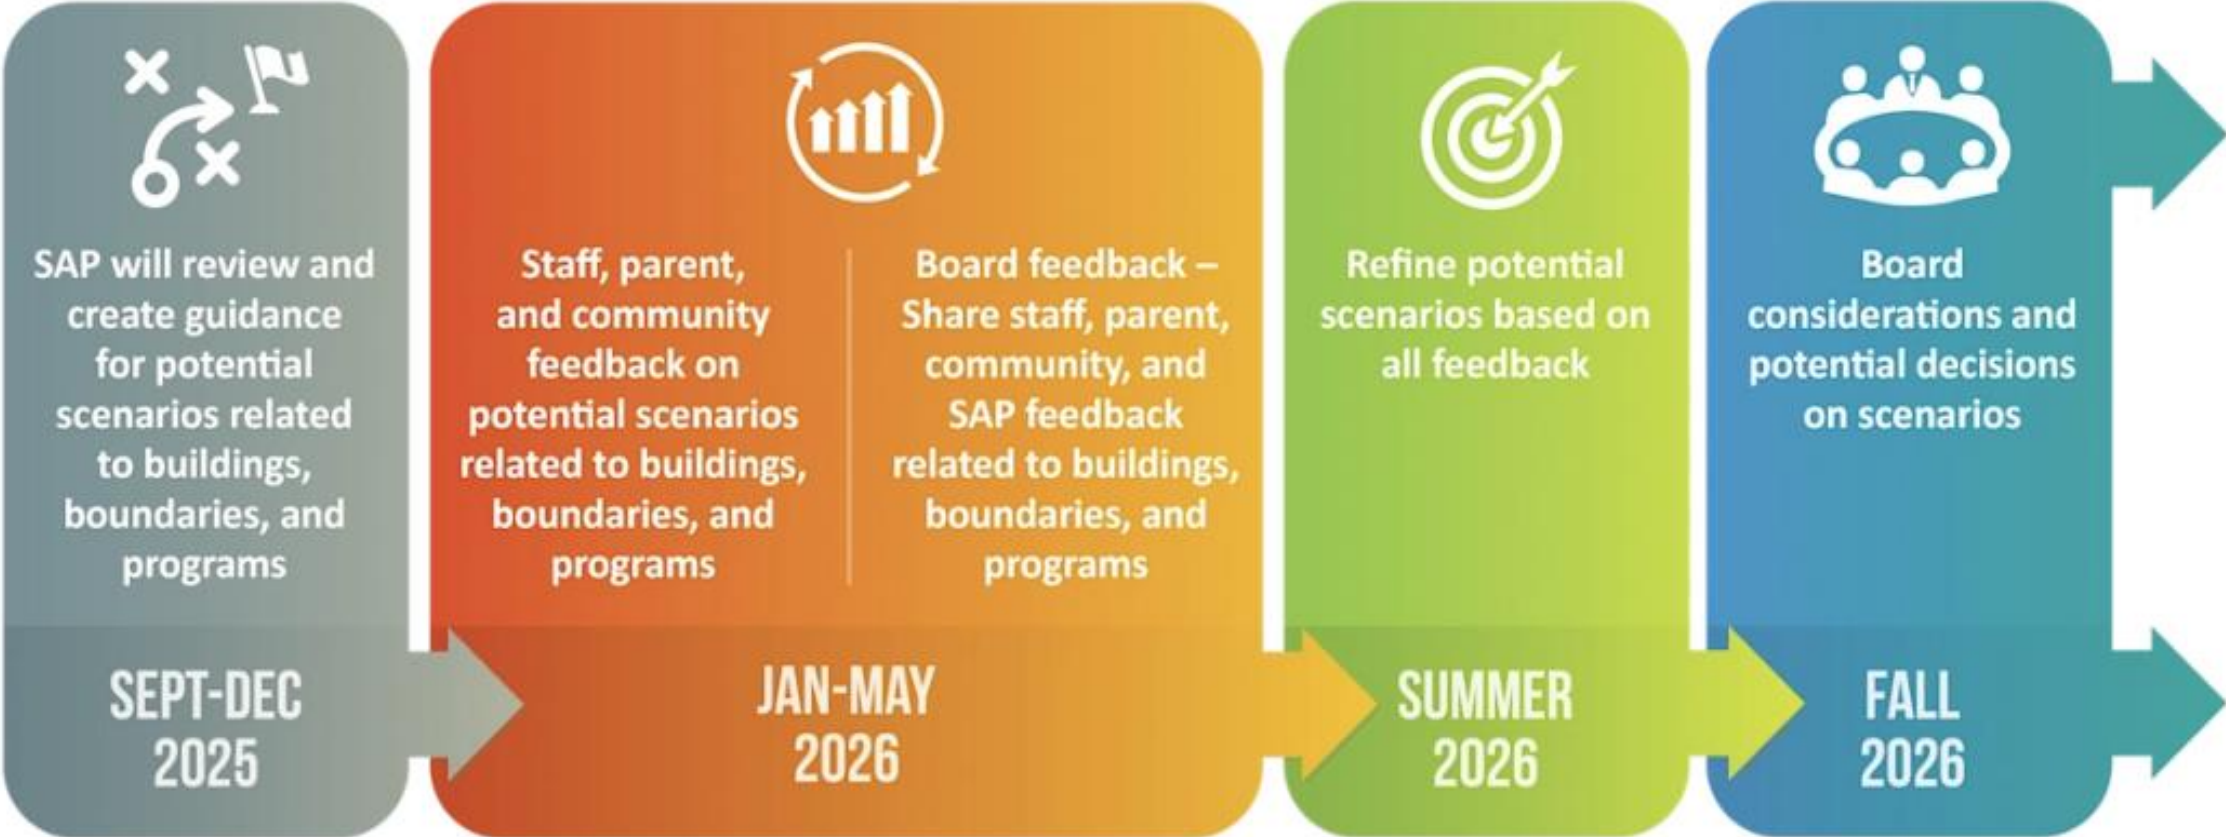 SAP will review and
create guidance
for potential
scenarios related
to buildings,
boundaries, and
programs
SEPT-DEC
2025
Staff, parent,
and community
feedback on
potential scenarios
related to buildings,
boundaries, and
programs
Board feedback –
Share staff, parent,
community, and
SAP feedback
related to buildings,
boundaries, and
programs
JAN-MAY
2026
Refine potential
scenarios based on
all feedback
SUMMER
2026
Board
considerations and
potential decisions
on scenarios
FALL
2026